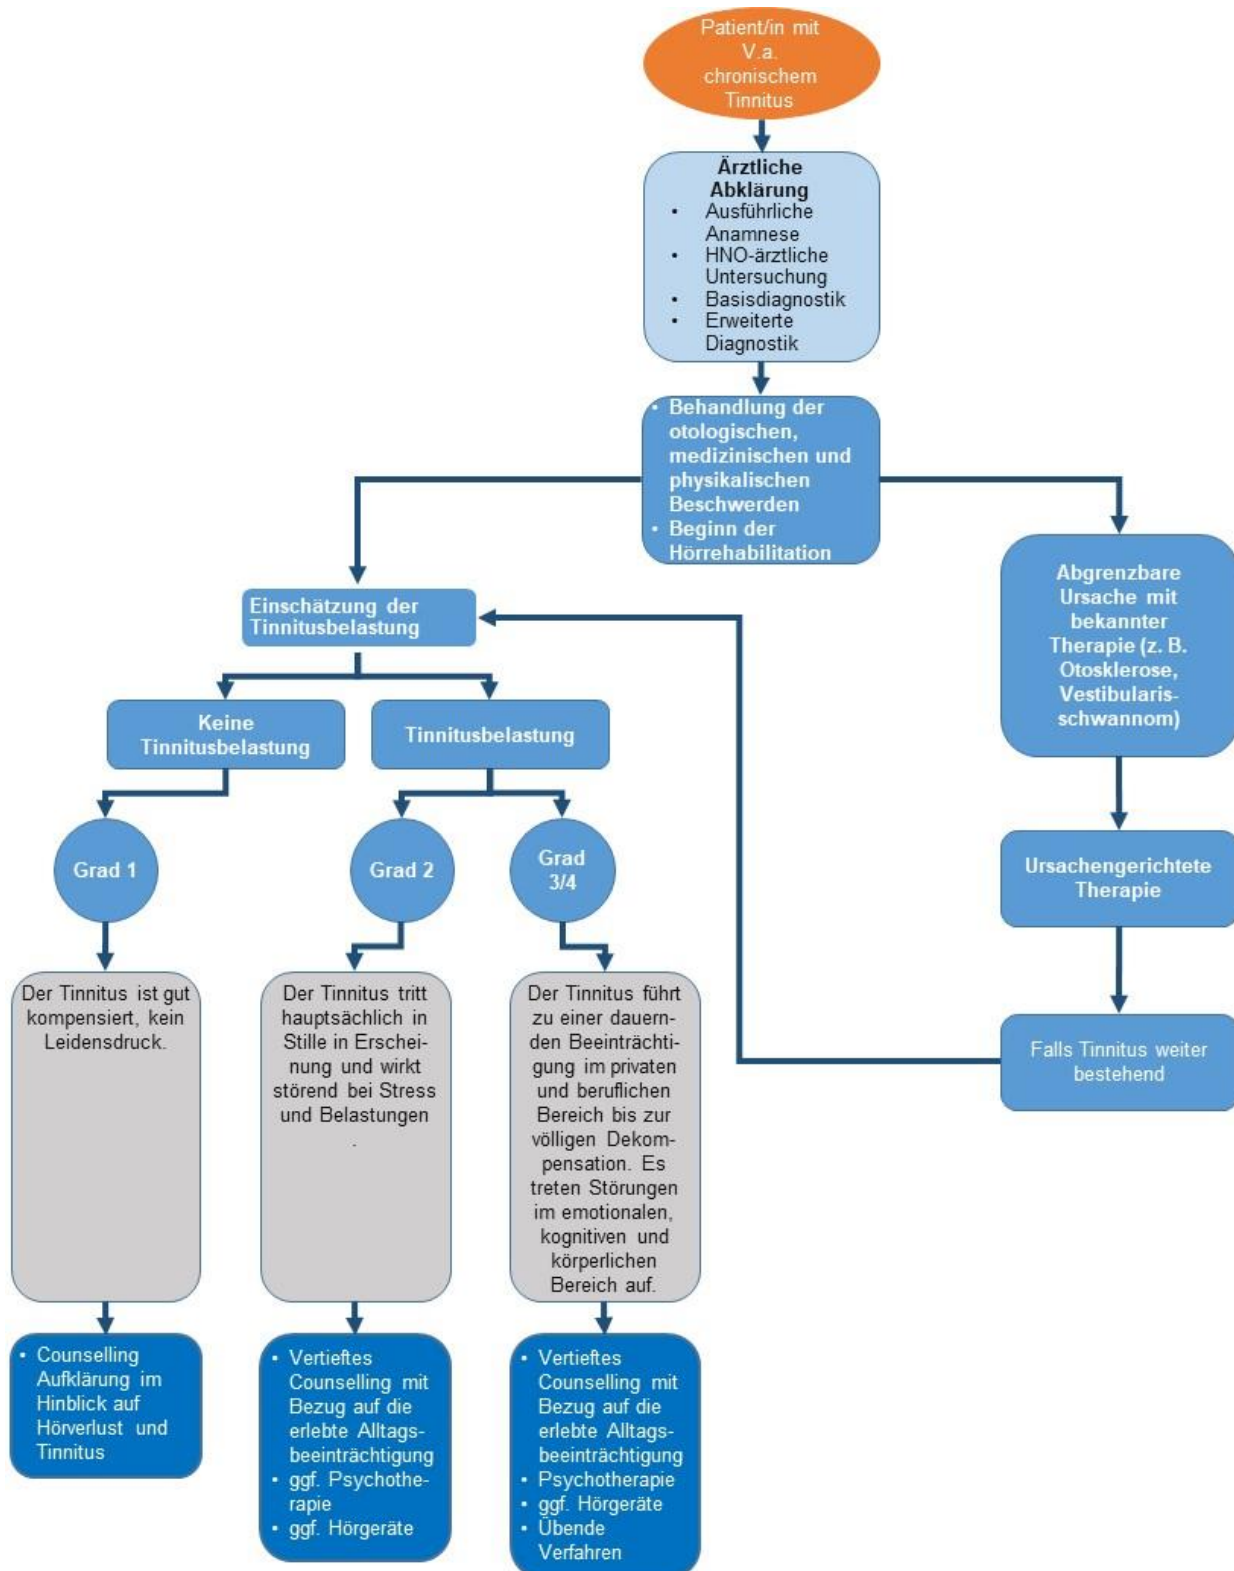 Patient/in mit
V.a.
chronischem
Tinnitus
Ärztliche
Abklärung
• Ausführliche
Anamnese
• HNO-ärztliche
Untersuchung
• Basisdiagnostik
• Erweiterte
Diagnostik
• Behandlung der
otologischen,
medizinischen und
physikalischen
Beschwerden
• Beginn der
Hörrehabilitation
Abgrenzbare
Ursache mit
bekannter
Therapie (z. B.
Otosklerose,
Vestibularis-
schwannom)
Ursachengerichtete
Therapie
Falls Tinnitus weiter
bestehend
Einschätzung der
Tinnitusbelastung
Keine
Tinnitusbelastung
Tinnitusbelastung
Grad 1
Grad 2
Grad
3/4
Der Tinnitus ist gut
kompensiert, kein
Leidensdruck.
Der Tinnitus tritt
hauptsächlich in
Stille in Erschei-
nung und wirkt
störend bei Stress
und Belastungen
.
Der Tinnitus führt
zu einer dauern-
den Beeinträchti-
gung im privaten
und beruflichen
Bereich bis zur
völligen Dekom-
pensation. Es
treten Störungen
im emotionalen,
kognitiven und
körperlichen
Bereich auf.
• Counselling
Aufklärung im
Hinblick auf
Hörverlust und
Tinnitus
• Vertieftes
Counselling mit
Bezug auf die
erlebte Alltags-
beeinträchtigung
• ggf. Psychothe-
rapie
• ggf. Hörgeräte
• Vertieftes
Counselling mit
Bezug auf die
erlebte Alltags-
beeinträchtigung
• Psychotherapie
• ggf. Hörgeräte
• Übende
Verfahren